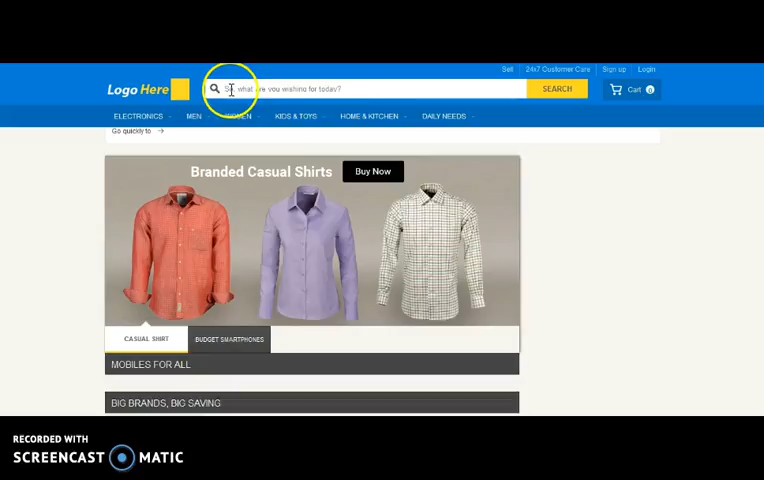 Sell 24x7 Customer Care Sign up Login
Logo Here
So, what are you wishing for today?
SEARCH
Cart 0
ELECTRONICS MEN WOMEN KIDS & TOYS HOME & KITCHEN DAILY NEEDS
Go quickly to
Branded Casual Shirts Buy Now
CASUAL SHIRT BUDGET SMARTPHONES
MOBILES FOR ALL
BIG BRANDS, BIG SAVING
RECORDED WITH
SCREENCAST MATIC